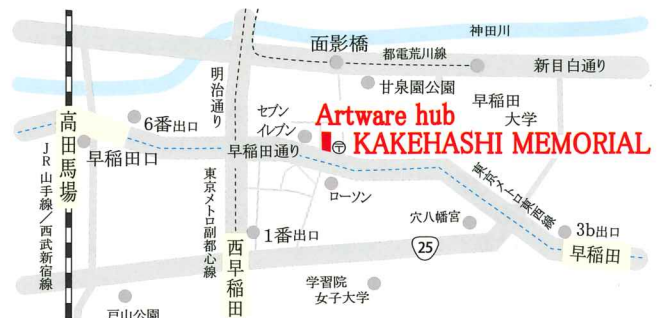 神田川
面影橋
都電荒川線
新目白通り
明治通り
甘泉園公園
早稲田
大学
セブン
イレブン
Artware hub
KAKEHASHI MEMORIAL
〒
6番出口
高田馬場
早稲田口
早稲田通り
JR山手線/西武新宿線
東京メトロ副都心線
東京メトロ東西線
ローソン
穴八幡宮
3b出口
早稲田
1番出口
25
西早稲田
学習院
女子大学
戸山公園